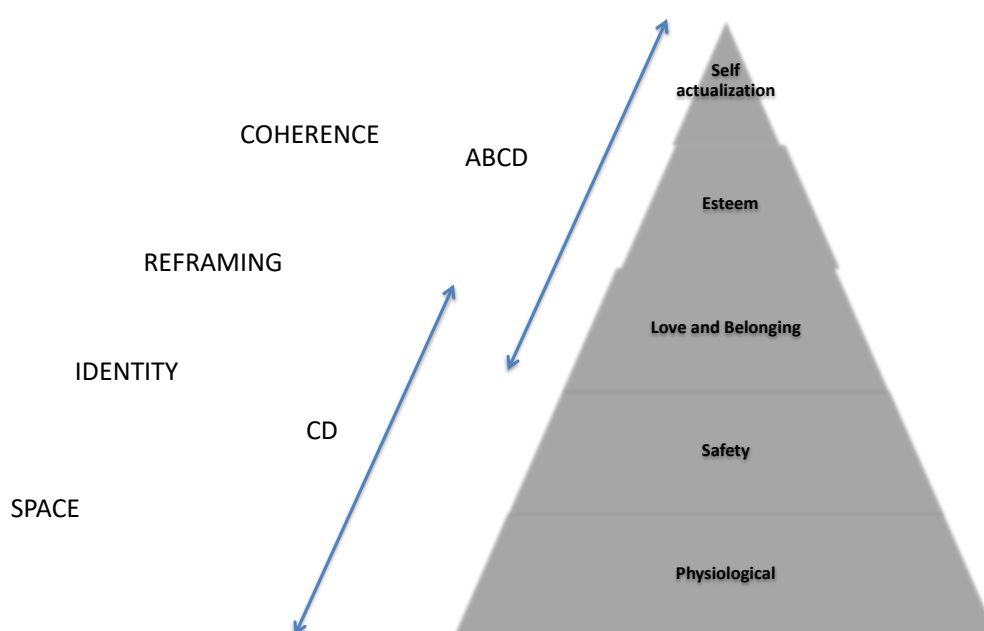 Self
actualization
COHERENCE
ABCD
Esteem
REFRAMING
Love and Belonging
IDENTITY
CD
Safety
SPACE
Physiological